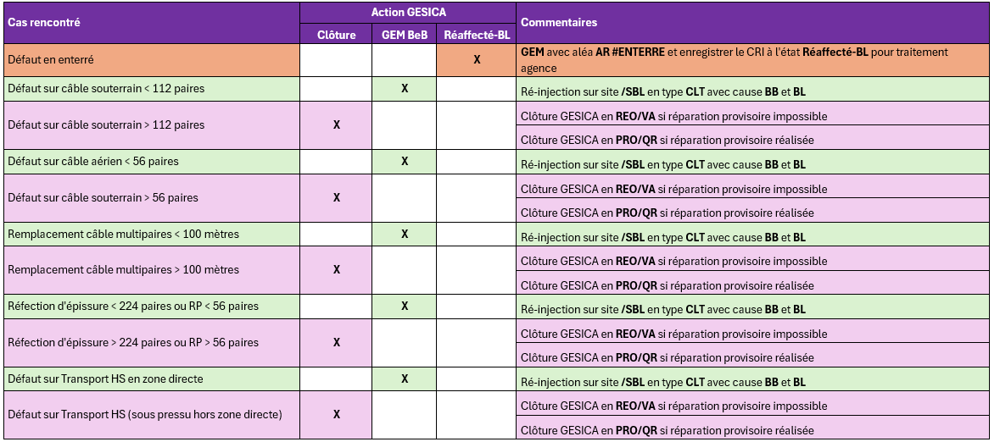 Cas rencontré
Action GESICA
Commentaires
Clôture
GEM BeB
Réaffecté-BL
Défaut en enterré
X
GEM avec aléa AR #ENTERRE et enregistrer le CRI à l'état Réaffecté-BL pour traitement
agence
Défaut sur câble souterrain < 112 paires
X
Ré-injection sur site /SBL en type CLT avec cause BB et BL
Défaut sur câble souterrain > 112 paires
X
Clôture GESICA en REO/VA si réparation provisoire impossible
Clôture GESICA en PRO/QR si réparation provisoire réalisée
Défaut sur câble aérien < 56 paires
X
Ré-injection sur site /SBL en type CLT avec cause BB et BL
Défaut sur câble souterrain > 56 paires
X
Clôture GESICA en REO/VA si réparation provisoire impossible
Clôture GESICA en PRO/QR si réparation provisoire réalisée
Remplacement câble multipaires < 100 mètres
X
Ré-injection sur site /SBL en type CLT avec cause BB et BL
Remplacement câble multipaires > 100 mètres
X
Clôture GESICA en REO/VA si réparation provisoire impossible
Clôture GESICA en PRO/QR si réparation provisoire réalisée
Réfection d'épissure < 224 paires ou RP < 56 paires
X
Ré-injection sur site /SBL en type CLT avec cause BB et BL
Réfection d'épissure > 224 paires ou RP > 56 paires
X
Clôture GESICA en REO/VA si réparation provisoire impossible
Clôture GESICA en PRO/QR si réparation provisoire réalisée
Défaut sur Transport HS en zone directe
X
Ré-injection sur site /SBL en type CLT avec cause BB et BL
Défaut sur Transport HS (sous pressu hors zone directe)
X
Clôture GESICA en REO/VA si réparation provisoire impossible
Clôture GESICA en PRO/QR si réparation provisoire réalisée